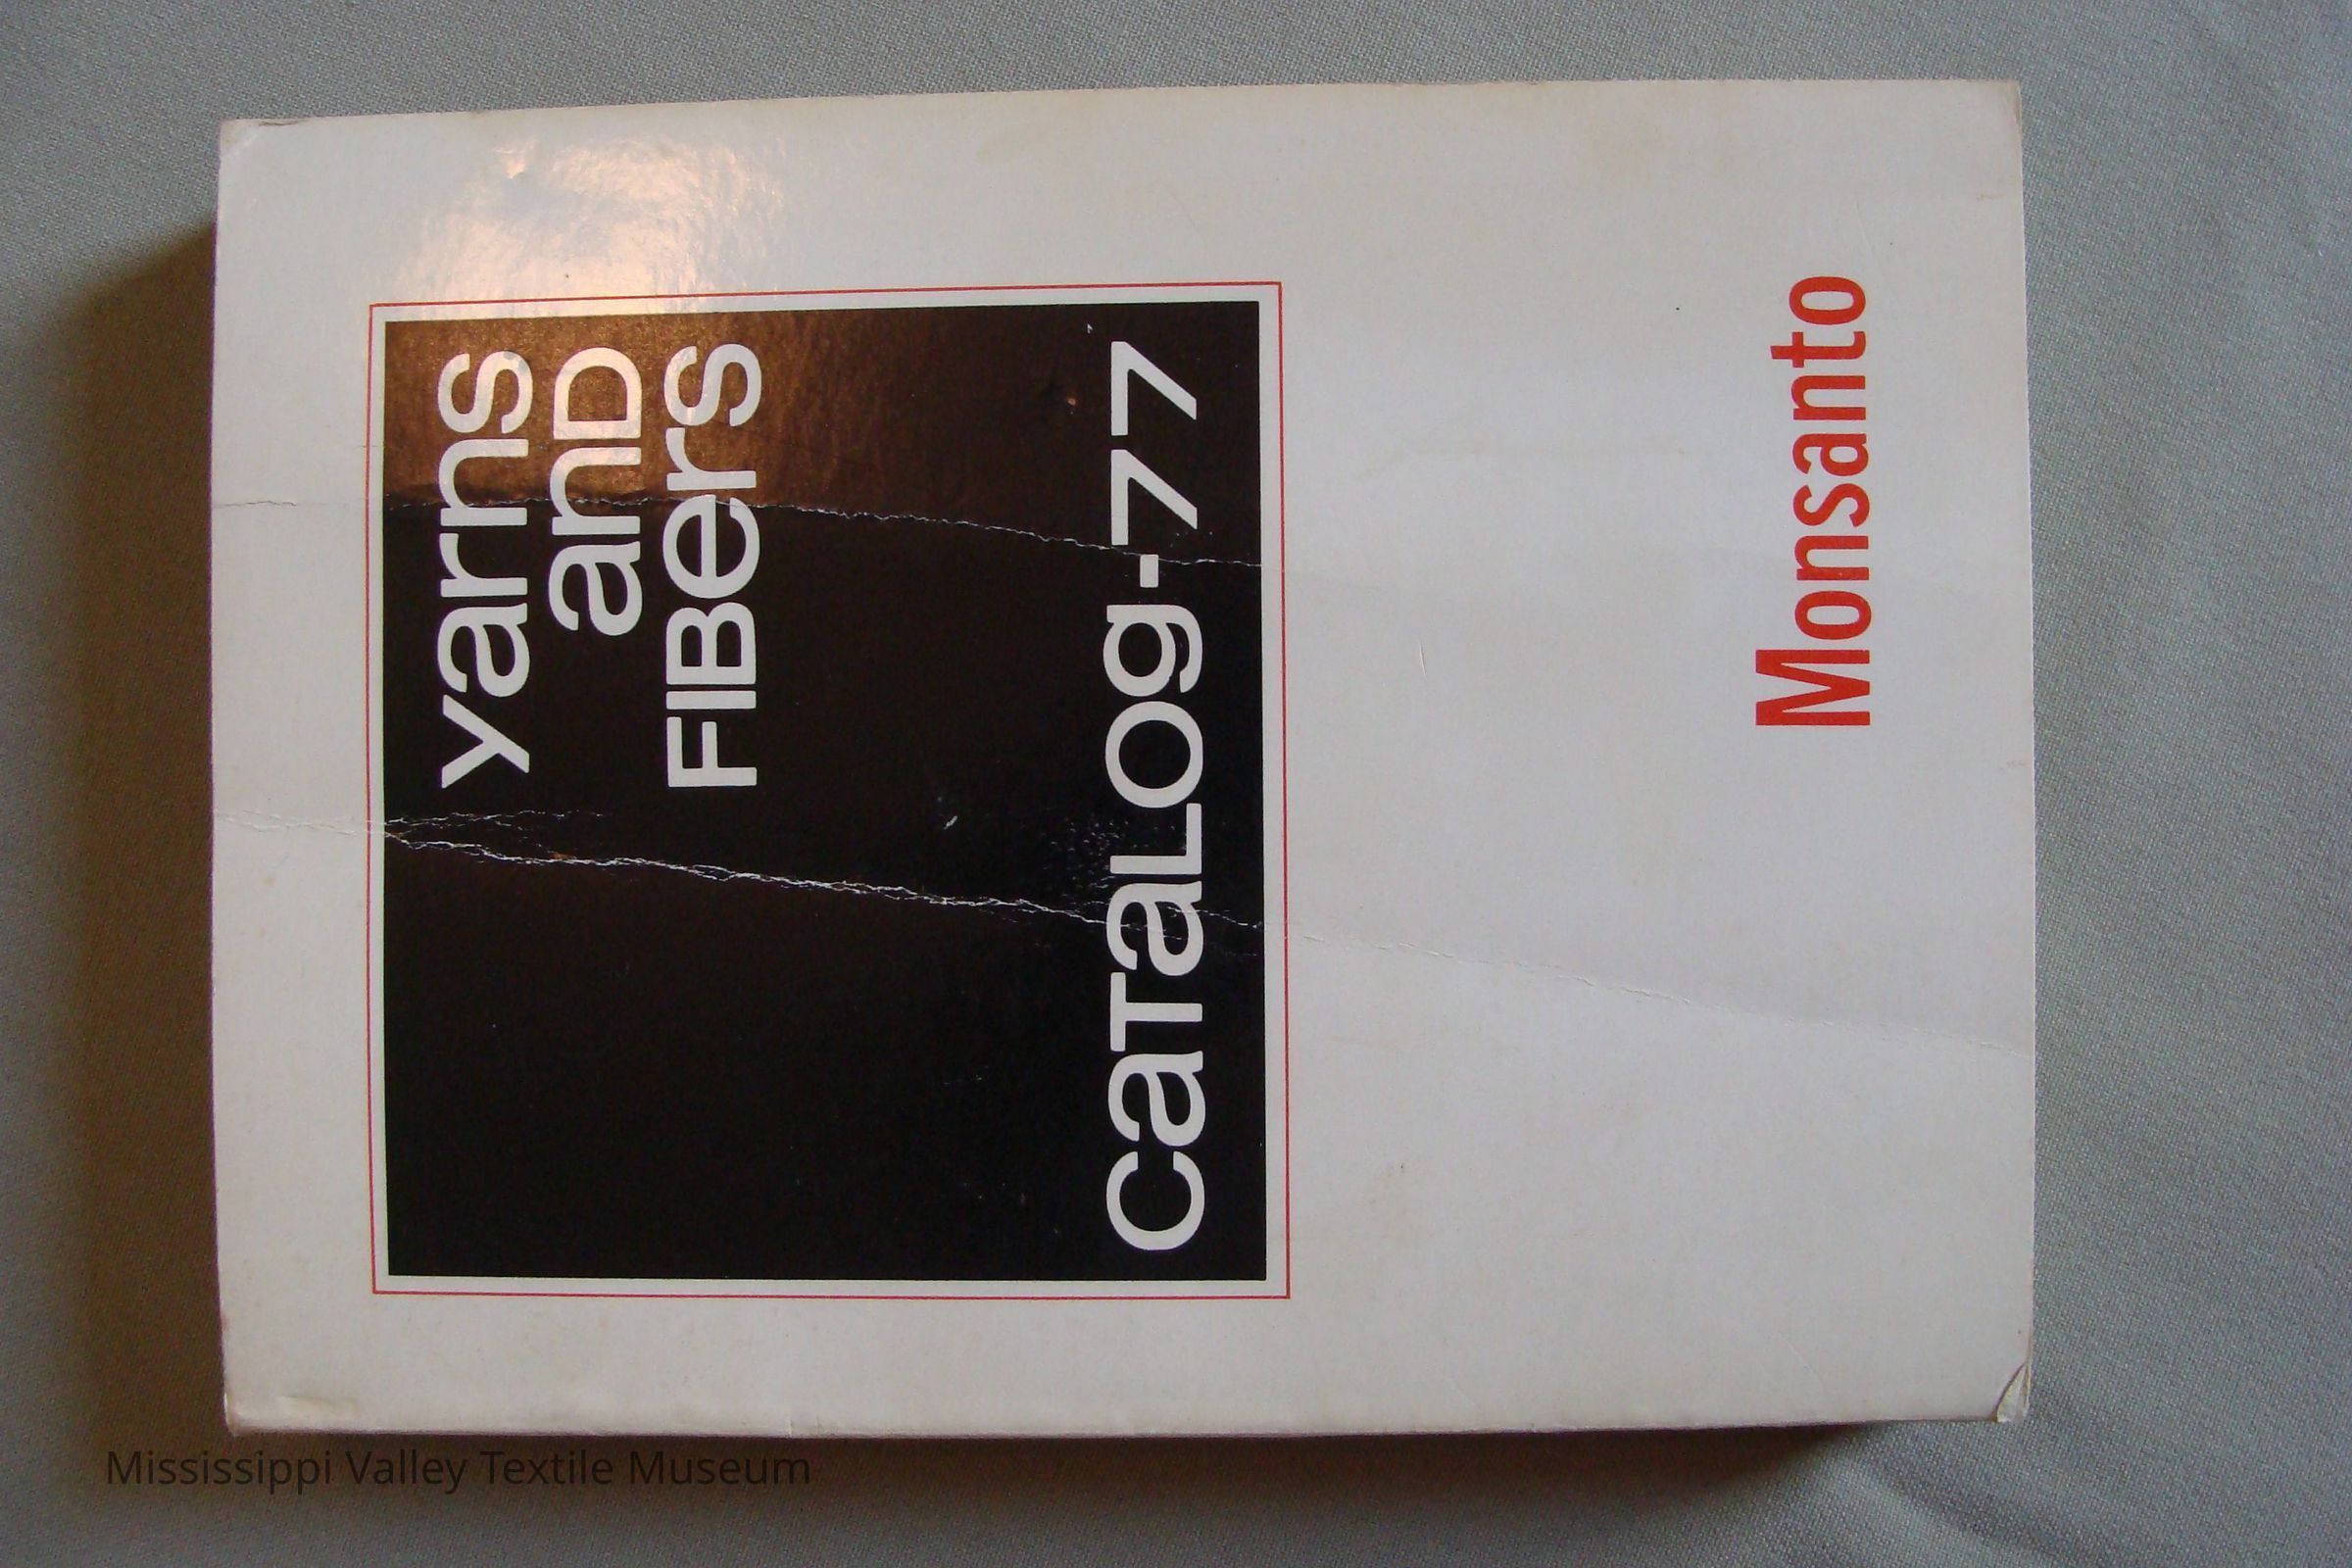 yarns
anD
FIBers
caTaLOg-77
Monsanto
Mississippi Valley Textile Museum